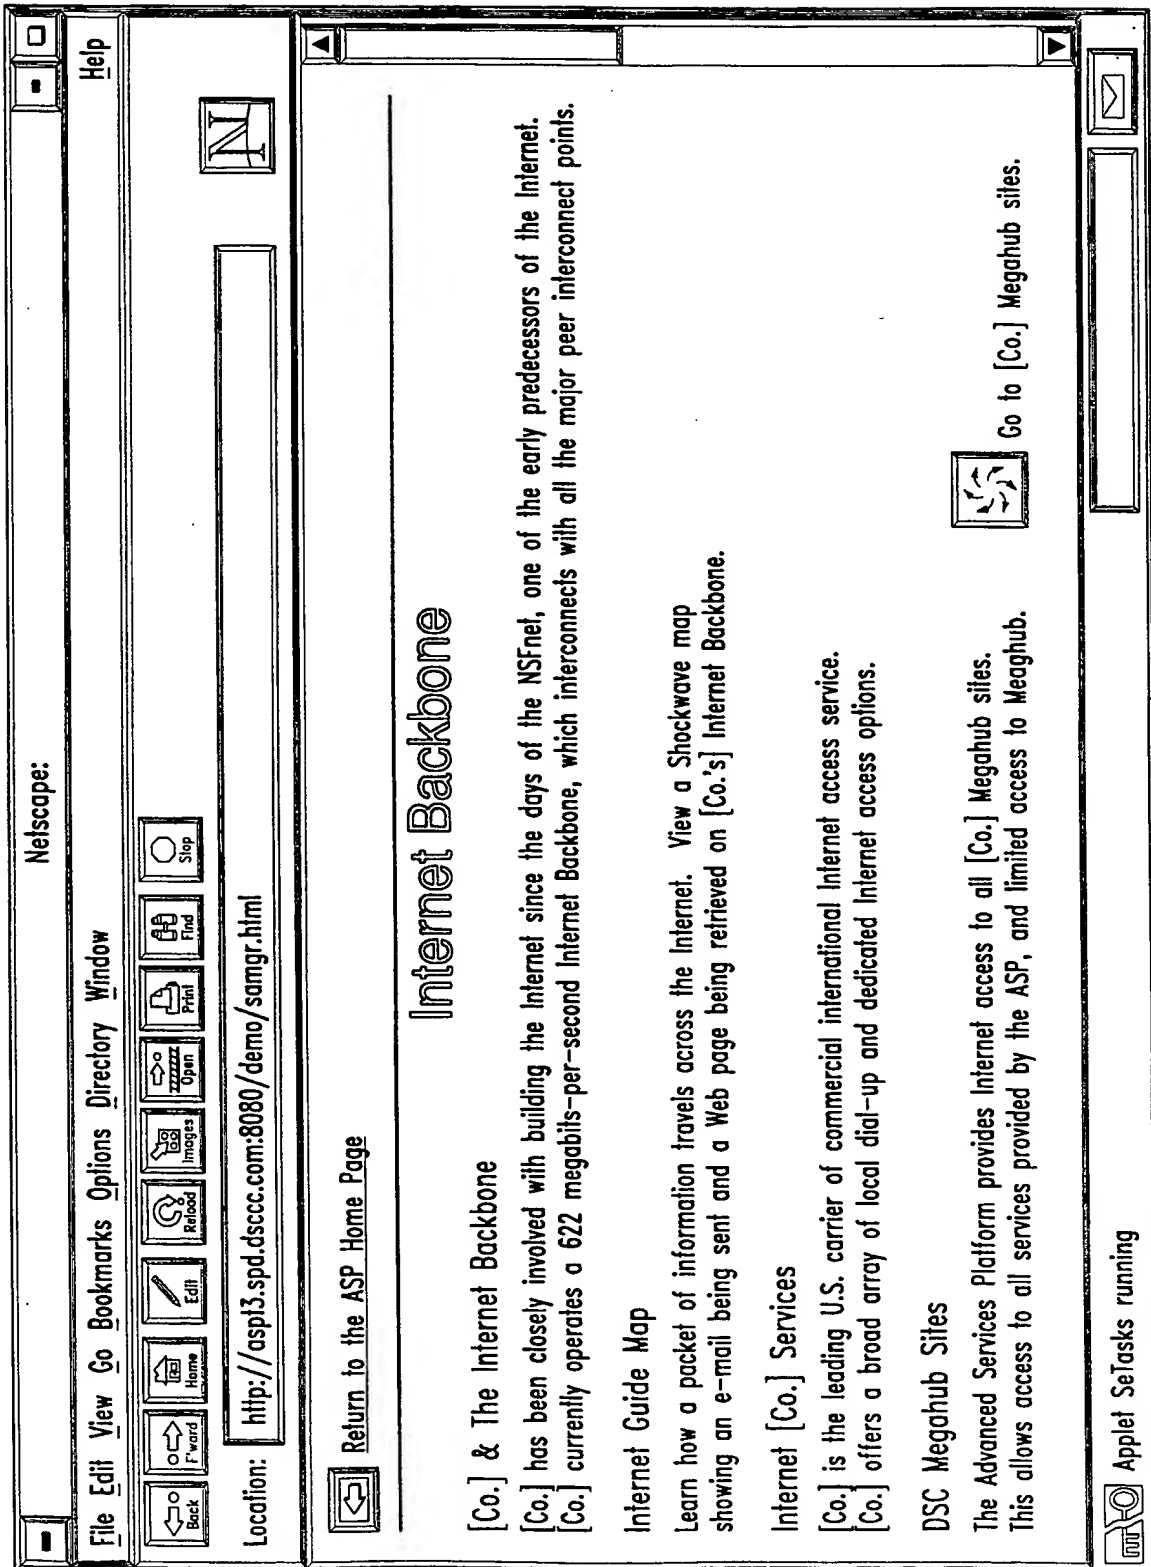 Netscape:
File Edit View Go Bookmarks Options Directory Window Help
Back F'ward Home Edit Reload Images Open Print Find Stop
N
Location: http://aspt3.spd.dsccc.com:8080/demo/samgr.html
Return to the ASP Home Page
Internet Backbone
[Co.] & The Internet Backbone
[Co.] has been closely involved with building the Internet since the days of the NSFnet, one of the early predecessors of the Internet.
[Co.] currently operates a 622 megabits-per-second Internet Backbone, which interconnects with all the major peer interconnect points.
Internet Guide Map
Learn how a packet of information travels across the Internet. View a Shockwave map
showing an e-mail being sent and a Web page being retrieved on [Co.'s] Internet Backbone.
Internet [Co.] Services
[Co.] is the leading U.S. carrier of commercial international Internet access service.
[Co.] offers a broad array of local dial-up and dedicated Internet access options.
DSC Megahub Sites
The Advanced Services Platform provides Internet access to all [Co.] Megahub sites.
This allows access to all services provided by the ASP, and limited access to Meaghub.
Go to [Co.] Megahub sites.
Applet SeTasks running